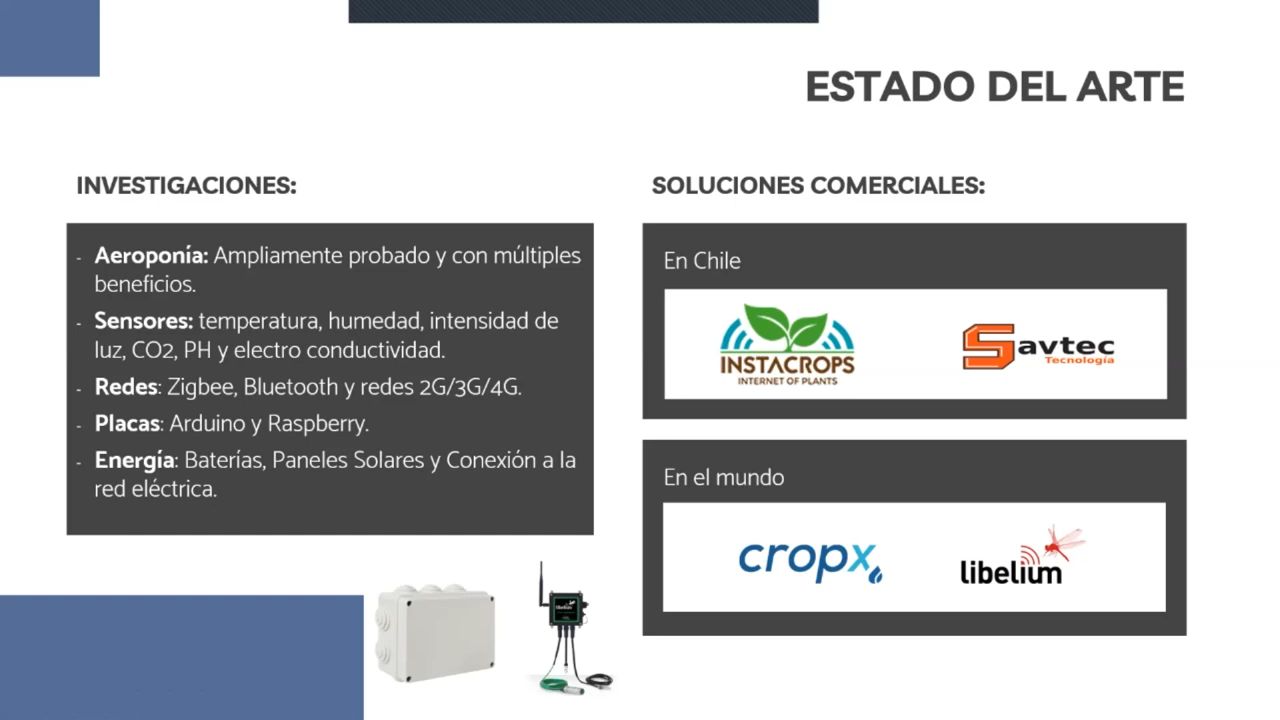 ESTADO DEL ARTE
INVESTIGACIONES:
- Aeroponía: Ampliamente probado y con múltiples
beneficios.
- Sensores: temperatura, humedad, intensidad de
luz, CO2, PH y electro conductividad.
- Redes: Zigbee, Bluetooth y redes 2G/3G/4G.
- Placas: Arduino y Raspberry.
- Energía: Baterías, Paneles Solares y Conexión a la
red eléctrica.
SOLUCIONES COMERCIALES:
En Chile
INSTACROPS
INTERNET OF PLANTS
Savtec
Tecnología
En el mundo
cropx
libelium
libelium